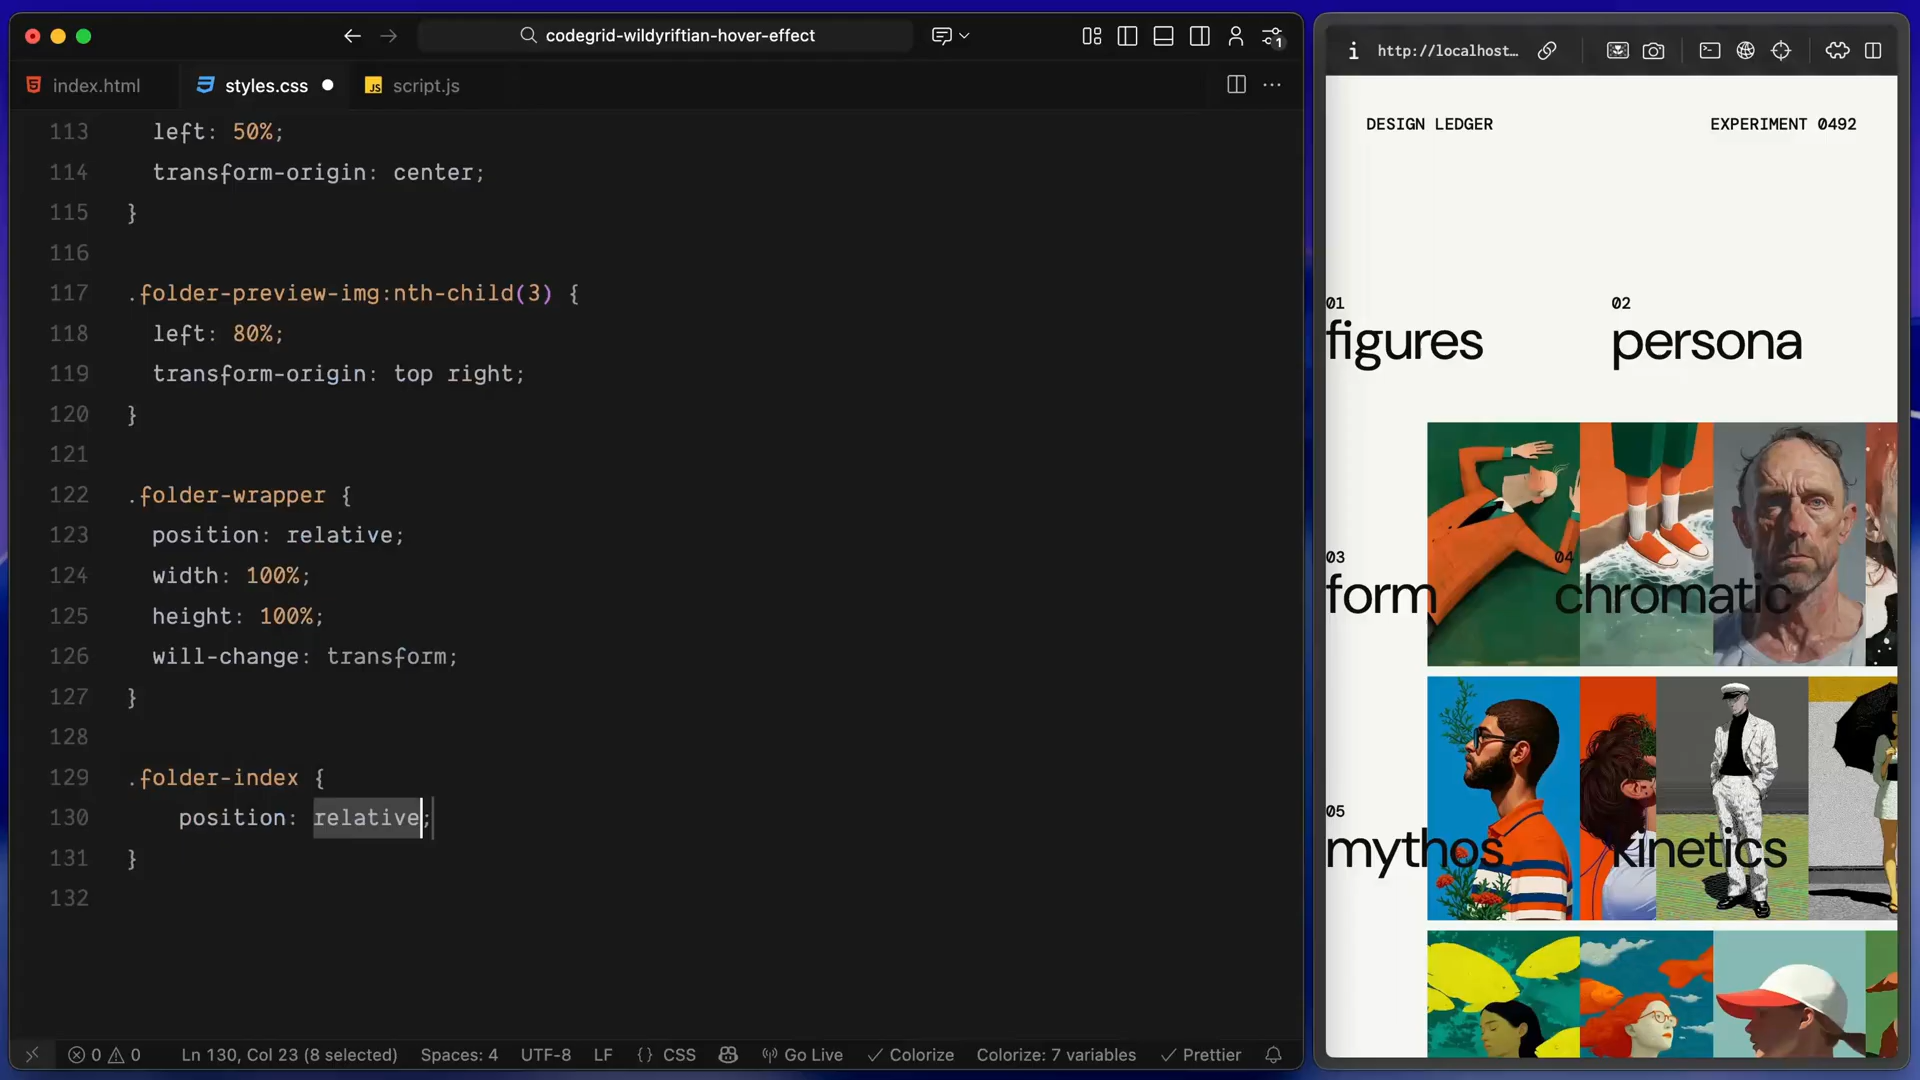 codegrid-wildyriftian-hover-effect
1
index.html
styles.css
JS script.js
113 left: 50%;
114 transform-origin: center;
115 }
116
117 .folder-preview-img:nth-child(3) {
118 left: 80%;
119 transform-origin: top right;
120 }
121
122 .folder-wrapper {
123 position: relative;
124 width: 100%;
125 height: 100%;
126 will-change: transform;
127 }
128
129 .folder-index {
130 position: relative;
131 }
132
0 0 Ln 130, Col 23 (8 selected) Spaces: 4 UTF-8 LF {} CSS Go Live Colorize Colorize: 7 variables Prettier
http://localhost...
DESIGN LEDGER EXPERIMENT 0492
01 02
figures persona
03 04
form chromatic
05
mythos kinetics